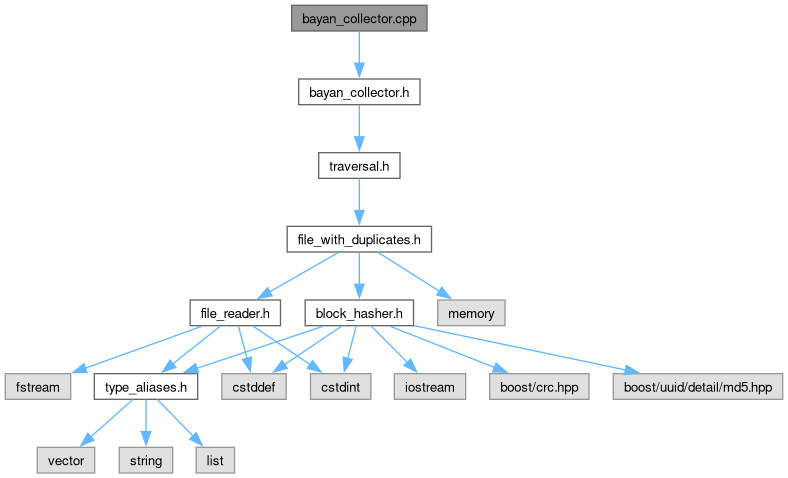 bayan_collector.cpp
bayan_collector.h
traversal.h
file_with_duplicates.h
file_reader.h
block_hasher.h
memory
fstream
type_aliases.h
cstddef
cstdint
iostream
boost/crc.hpp
boost/uuid/detail/md5.hpp
vector
string
list